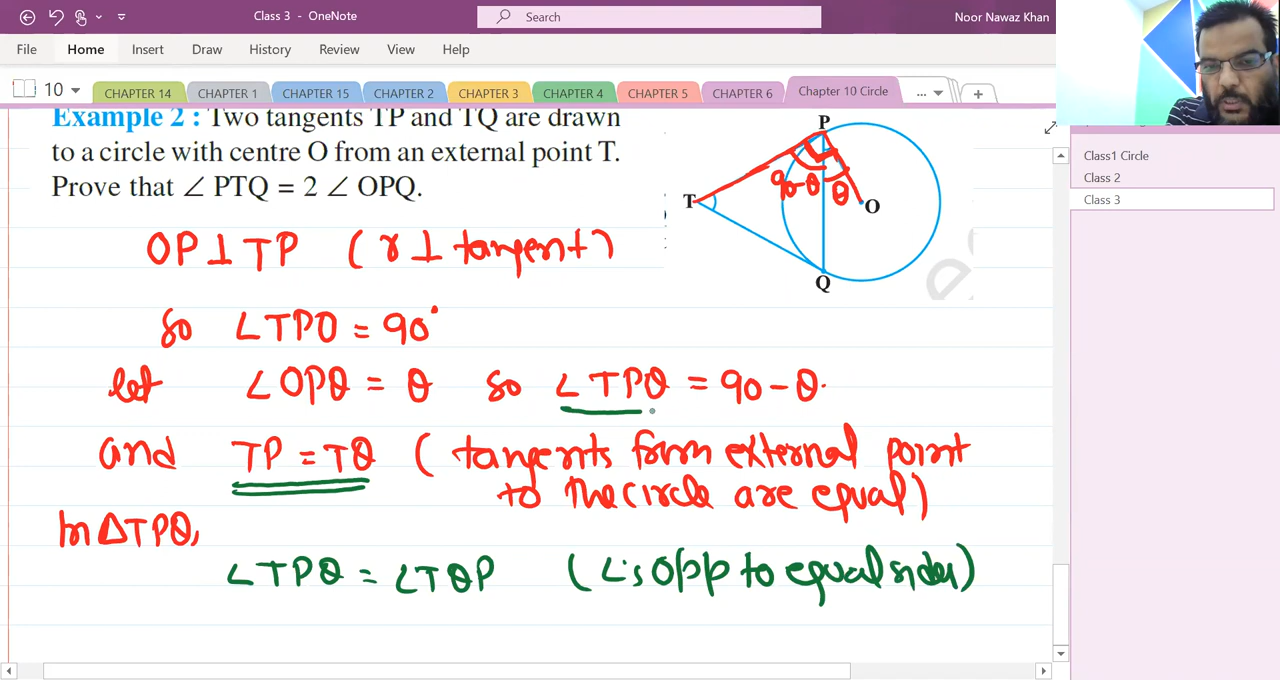 Class 3 - OneNote
Search
Noor Nawaz Khan
File Home Insert Draw History Review View Help
10 CHAPTER 14 CHAPTER 1 CHAPTER 15 CHAPTER 2 CHAPTER 3 CHAPTER 4 CHAPTER 5 CHAPTER 6 Chapter 10 Circle ... +
Class1 Circle
Class 2
Class 3
Example 2 : Two tangents TP and TQ are drawn
to a circle with centre O from an external point T.
Prove that ∠ PTQ = 2 ∠ OPQ.
P
T
90-θ θ
O
Q
e
OP⊥TP (r⊥ tangent)
so ∠TPO = 90°
let ∠OPQ = θ so ∠TPQ = 90-θ.
and TP = TQ (tangents from external point
to the circle are equal)
In ΔTPQ,
∠TPQ = ∠TQP (∠'s opp to equal sides)